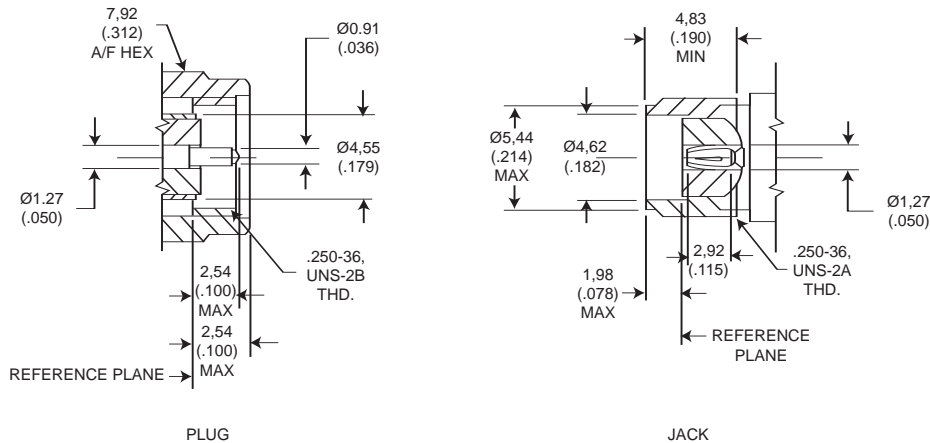 7,92
(.312)
A/F HEX
Ø0.91
(.036)
Ø4,55
(.179)
Ø1.27
(.050)
.250-36,
UNS-2B
THD.
2,54
(.100)
MAX
2,54
(.100)
MAX
REFERENCE PLANE
PLUG
4,83
(.190)
MIN
Ø5,44
(.214)
MAX
Ø4,62
(.182)
Ø1,27
(.050)
2,92
(.115)
.250-36,
UNS-2A
THD.
1,98
(.078)
MAX
REFERENCE
PLANE
JACK